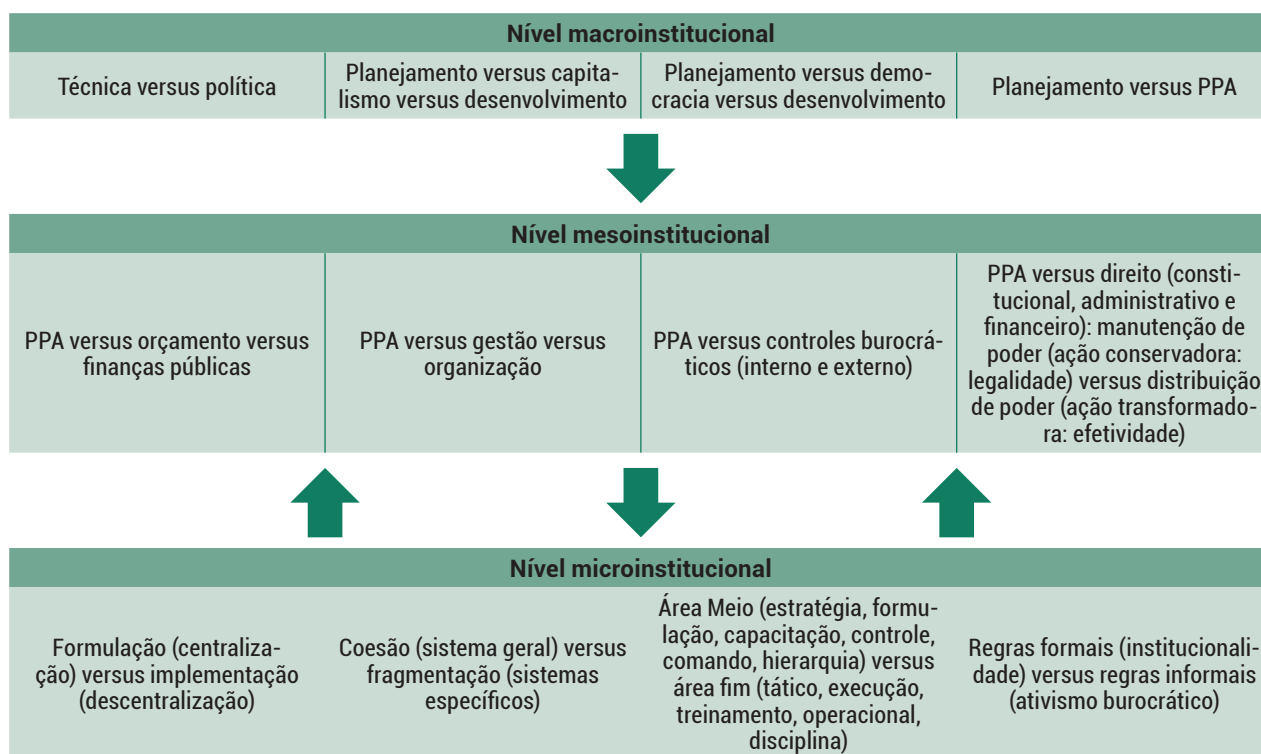 Nível macroinstitucional
Técnica versus política
Planejamento versus capita-
lismo versus desenvolvimento
Planejamento versus demo-
cracia versus desenvolvimento
Planejamento versus PPA
Nível mesoinstitucional
PPA versus orçamento versus
finanças públicas
PPA versus gestão versus
organização
PPA versus controles burocrá-
ticos (interno e externo)
PPA versus direito (consti-
tucional, administrativo e
financeiro): manutenção de
poder (ação conservadora:
legalidade) versus distribuição
de poder (ação transformado-
ra: efetividade)
Nível microinstitucional
Formulação (centraliza-
ção) versus implementação
(descentralização)
Coesão (sistema geral) versus
fragmentação (sistemas
específicos)
Área Meio (estratégia, formu-
lação, capacitação, controle,
comando, hierarquia) versus
área fim (tático, execução,
treinamento, operacional,
disciplina)
Regras formais (institucionali-
dade) versus regras informais
(ativismo burocrático)